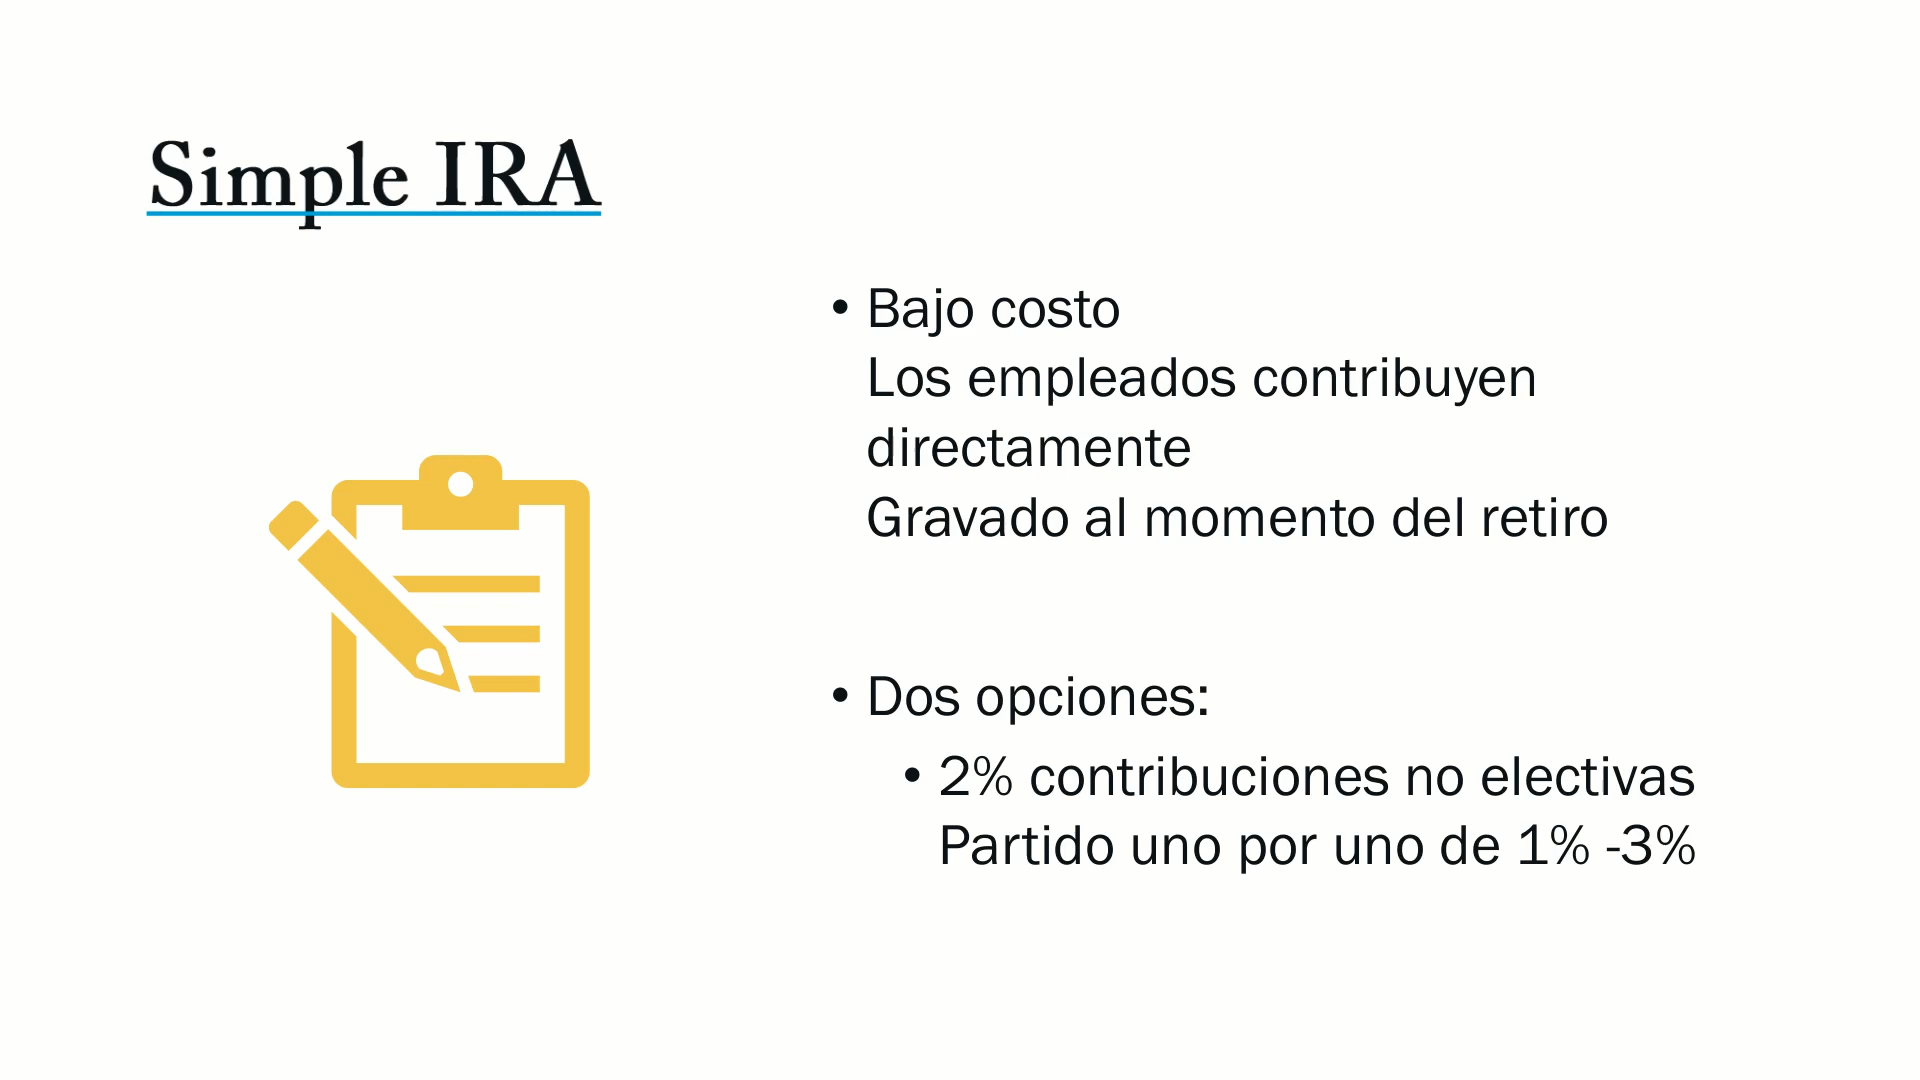 Simple IRA
• Bajo costo
Los empleados contribuyen
directamente
Gravado al momento del retiro
• Dos opciones:
• 2% contribuciones no electivas
Partido uno por uno de 1% -3%